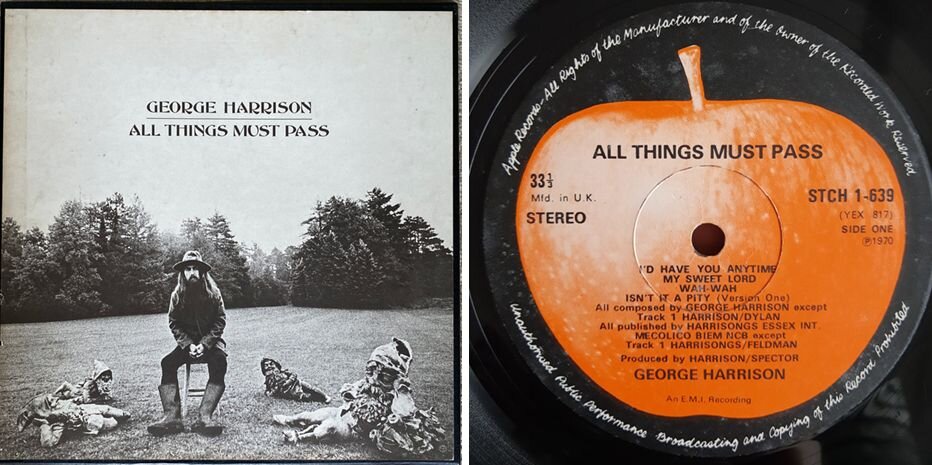 GEORGE HARRISON
ALL THINGS MUST PASS
Apple Records-All Rights of the Manufacturer and of the Owner of the Recorded Work Reserved
ALL THINGS MUST PASS
33⅓
Mfd. in U.K.
STEREO
STCH 1-639
(YEX 817)
SIDE ONE
℗1970
I'D HAVE YOU ANYTIME
MY SWEET LORD
WAH-WAH
ISN'T IT A PITY (Version One)
All composed by GEORGE HARRISON except
Track 1 HARRISON/DYLAN
All published by HARRISONGS ESSEX INT.
MECOLICO BIEM NCB except
Track 1 HARRISONGS/FELDMAN
Produced by HARRISON/SPECTOR
GEORGE HARRISON
An E.M.I. Recording
Unauthorised Public Performance Broadcasting and Copying of this Record Prohibited